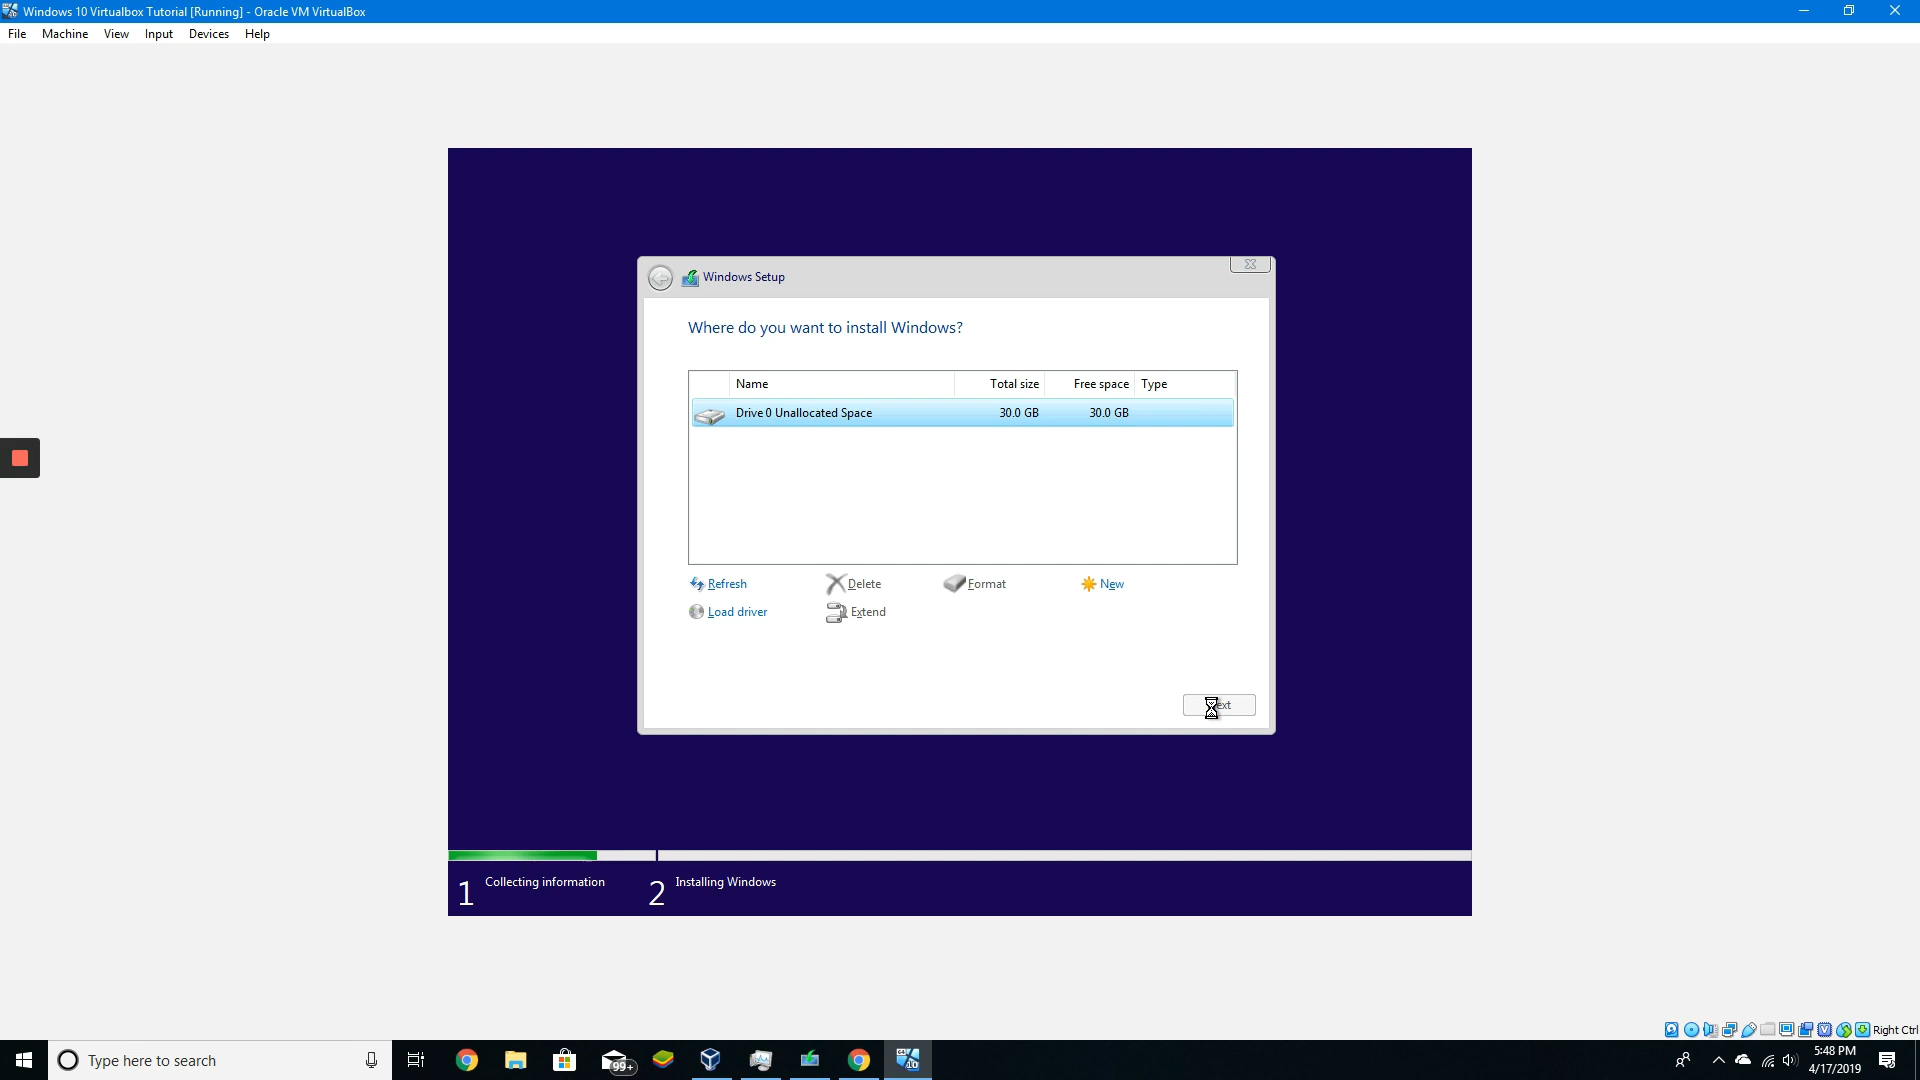 Windows 10 Virtualbox Tutorial [Running] - Oracle VM VirtualBox
File Machine View Input Devices Help
Windows Setup
Where do you want to install Windows?
Name Total size Free space Type
Drive 0 Unallocated Space 30.0 GB 30.0 GB
Refresh Delete Format New
Load driver Extend
1 Collecting information 2 Installing Windows
Right Ctrl
Type here to search
99+
64
10
5:48 PM
4/17/2019